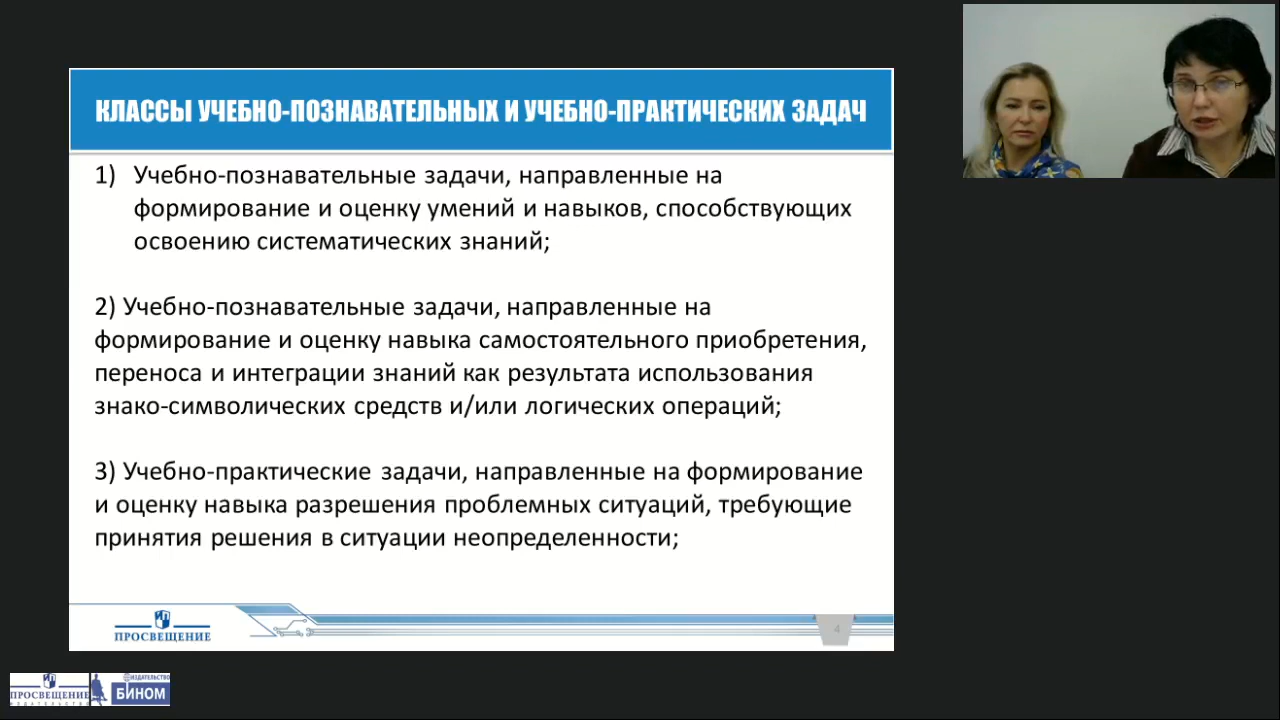 КЛАССЫ УЧЕБНО-ПОЗНАВАТЕЛЬНЫХ И УЧЕБНО-ПРАКТИЧЕСКИХ ЗАДАЧ
1) Учебно-познавательные задачи, направленные на
формирование и оценку умений и навыков, способствующих
освоению систематических знаний;
2) Учебно-познавательные задачи, направленные на
формирование и оценку навыка самостоятельного приобретения,
переноса и интеграции знаний как результата использования
знако-символических средств и/или логических операций;
3) Учебно-практические задачи, направленные на формирование
и оценку навыка разрешения проблемных ситуаций, требующие
принятия решения в ситуации неопределенности;
ПРОСВЕЩЕНИЕ
4
ПРОСВЕЩЕНИЕ
ИЗДАТЕЛЬСТВО
ИЗДАТЕЛЬСТВО
БИНОМ